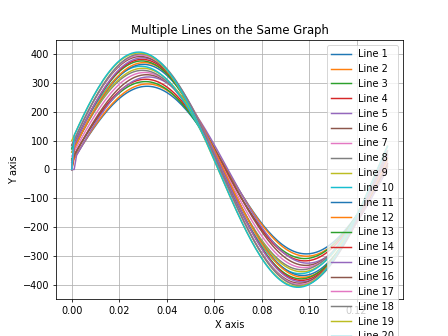 Multiple Lines on the Same Graph
Y axis
400
300
200
100
0
−100
−200
−300
−400
0.00
0.02
0.04
0.06
0.08
0.10
X axis
Line 1
Line 2
Line 3
Line 4
Line 5
Line 6
Line 7
Line 8
Line 9
Line 10
Line 11
Line 12
Line 13
Line 14
Line 15
Line 16
Line 17
Line 18
Line 19
Line 20